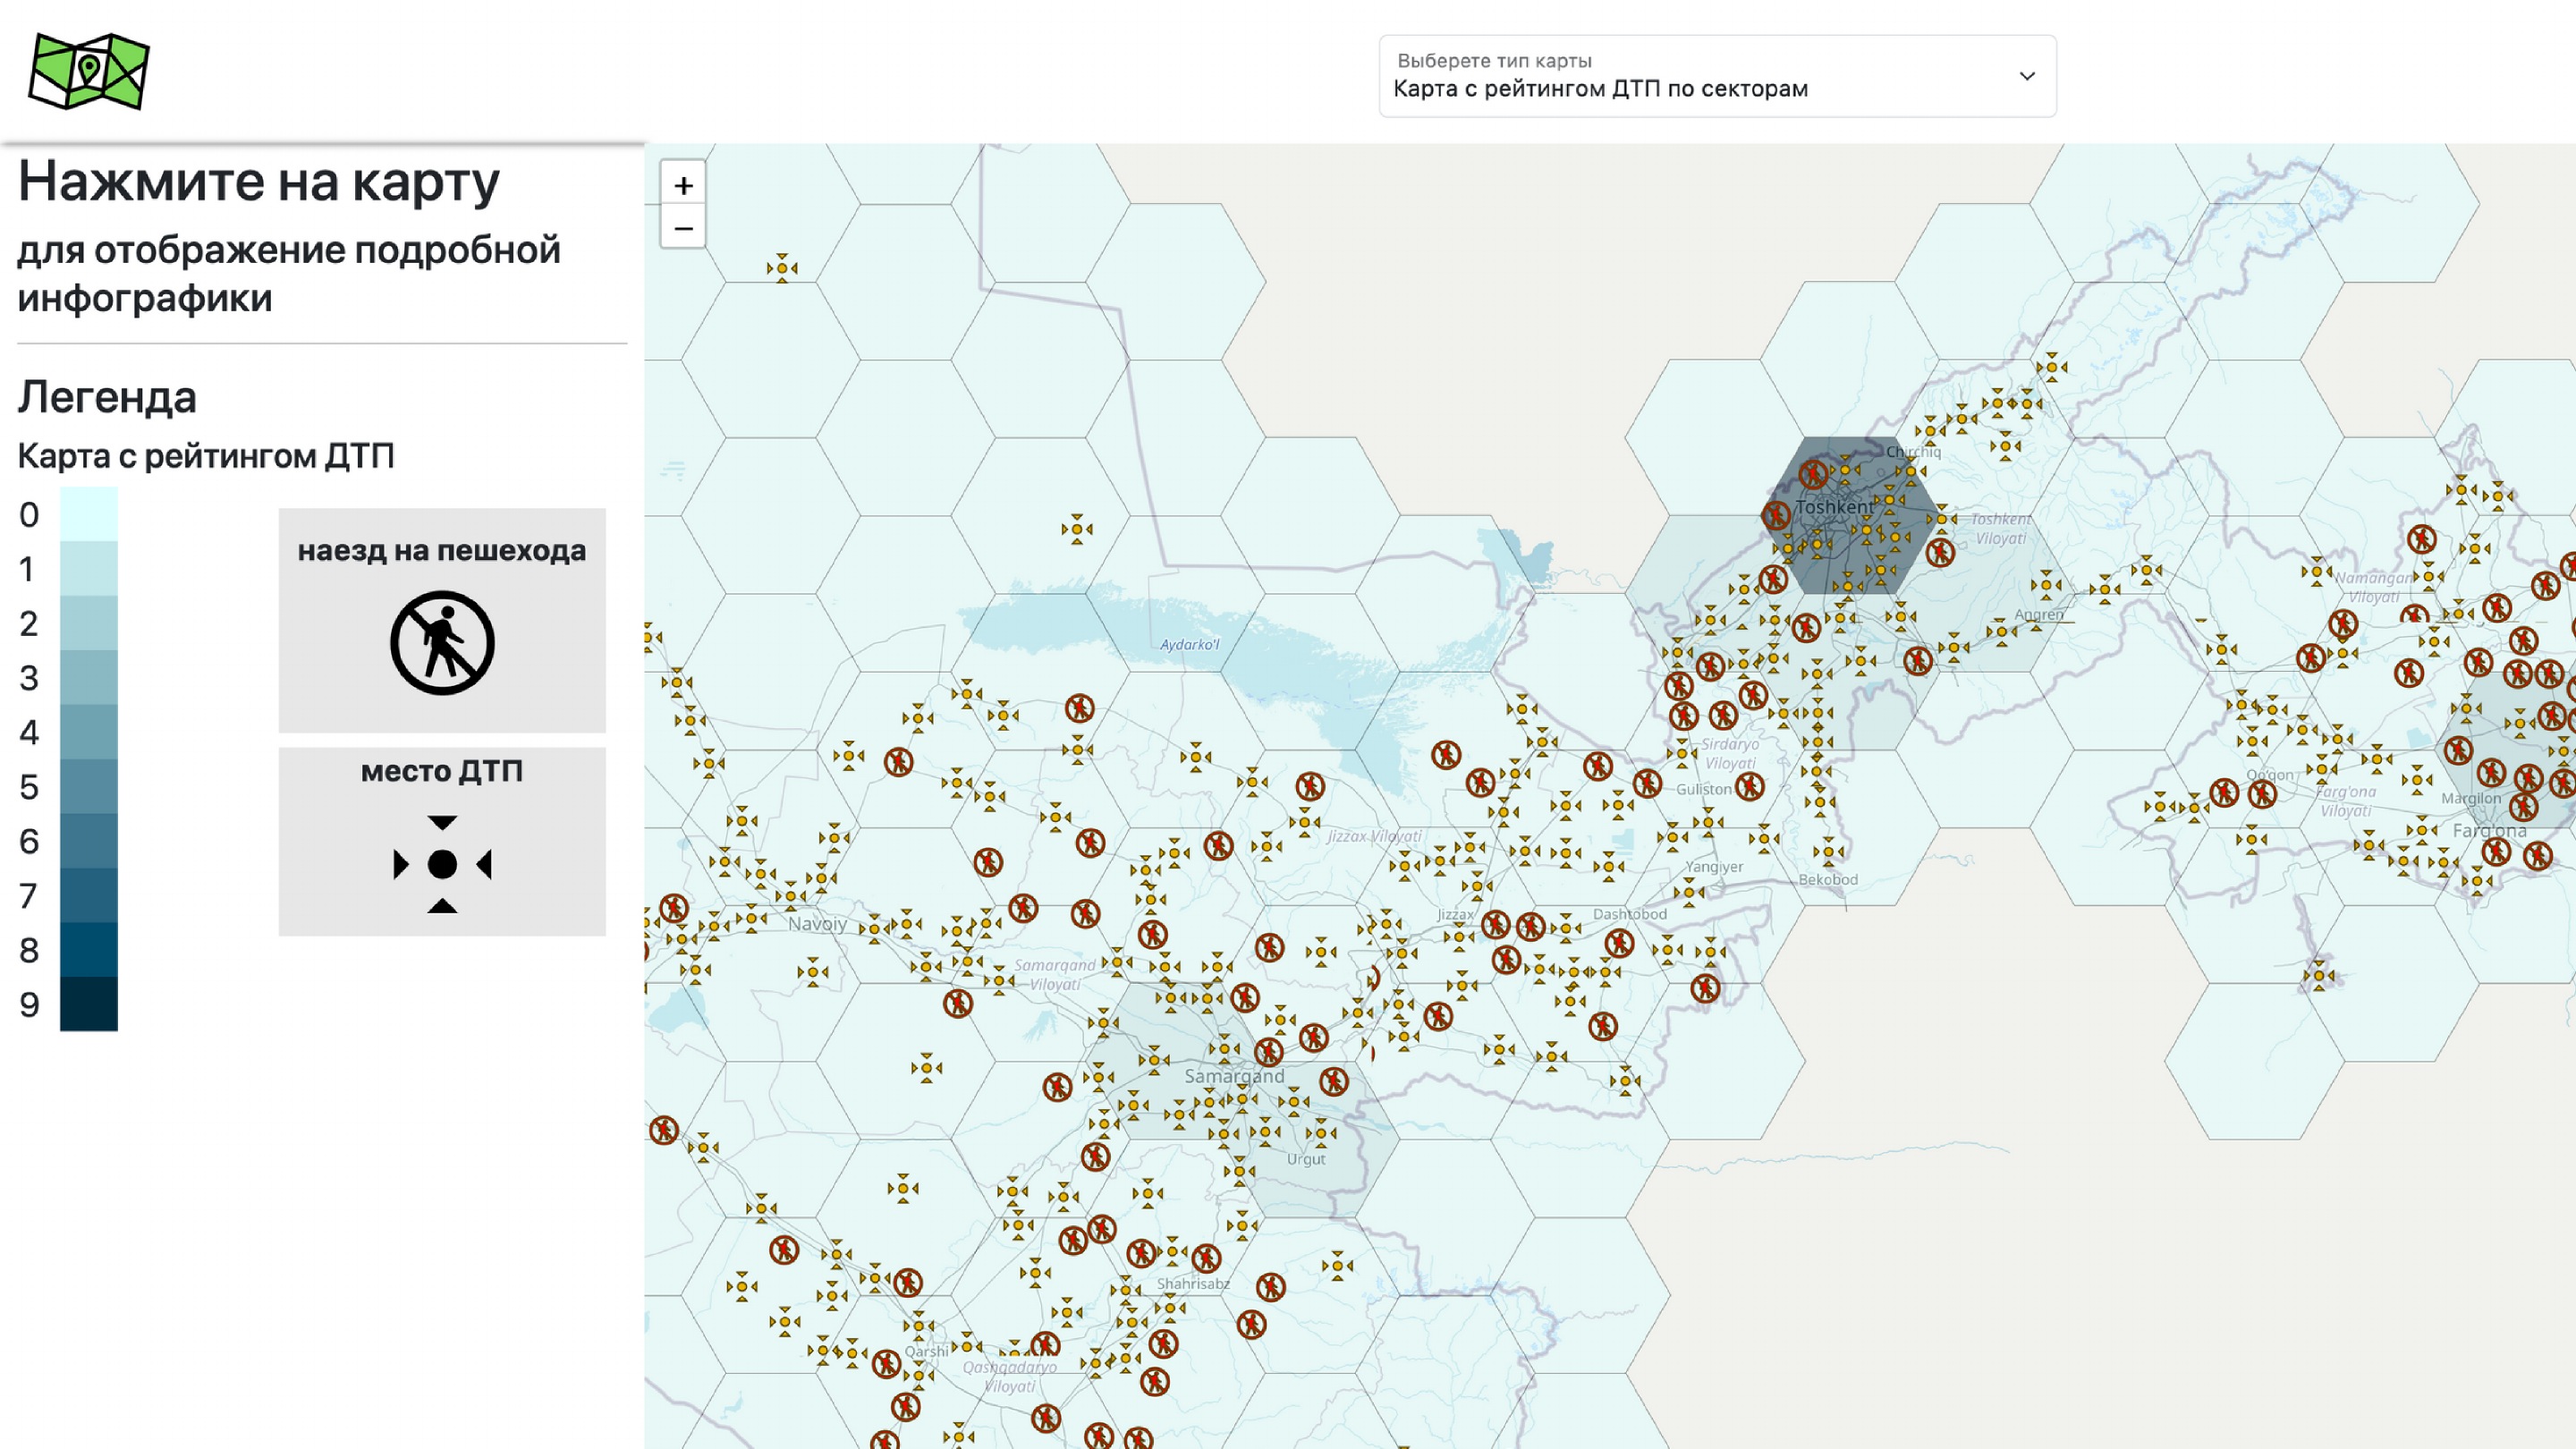 Выберете тип карты
Карта с рейтингом ДТП по секторам
Нажмите на карту
для отображение подробной
инфографики
Легенда
Карта с рейтингом ДТП
0
1
2
3
4
5
6
7
8
9
наезд на пешехода
место ДТП
+
−
Chirchiq
Toshkent
Toshkent
Viloyati
Angren
Namangan
Viloyati
Aydarko'l
Sirdaryo
Viloyati
Guliston
Qo'qon
Farg'ona
Viloyati
Margilon
Farg'ona
Jizzax Viloyati
Yangiyer
Bekobod
Navoiy
Jizzax
Dashtobod
Samarqand
Viloyati
Samarqand
Urgut
Shahrisabz
Qarshi
Qashqadaryo
Viloyati